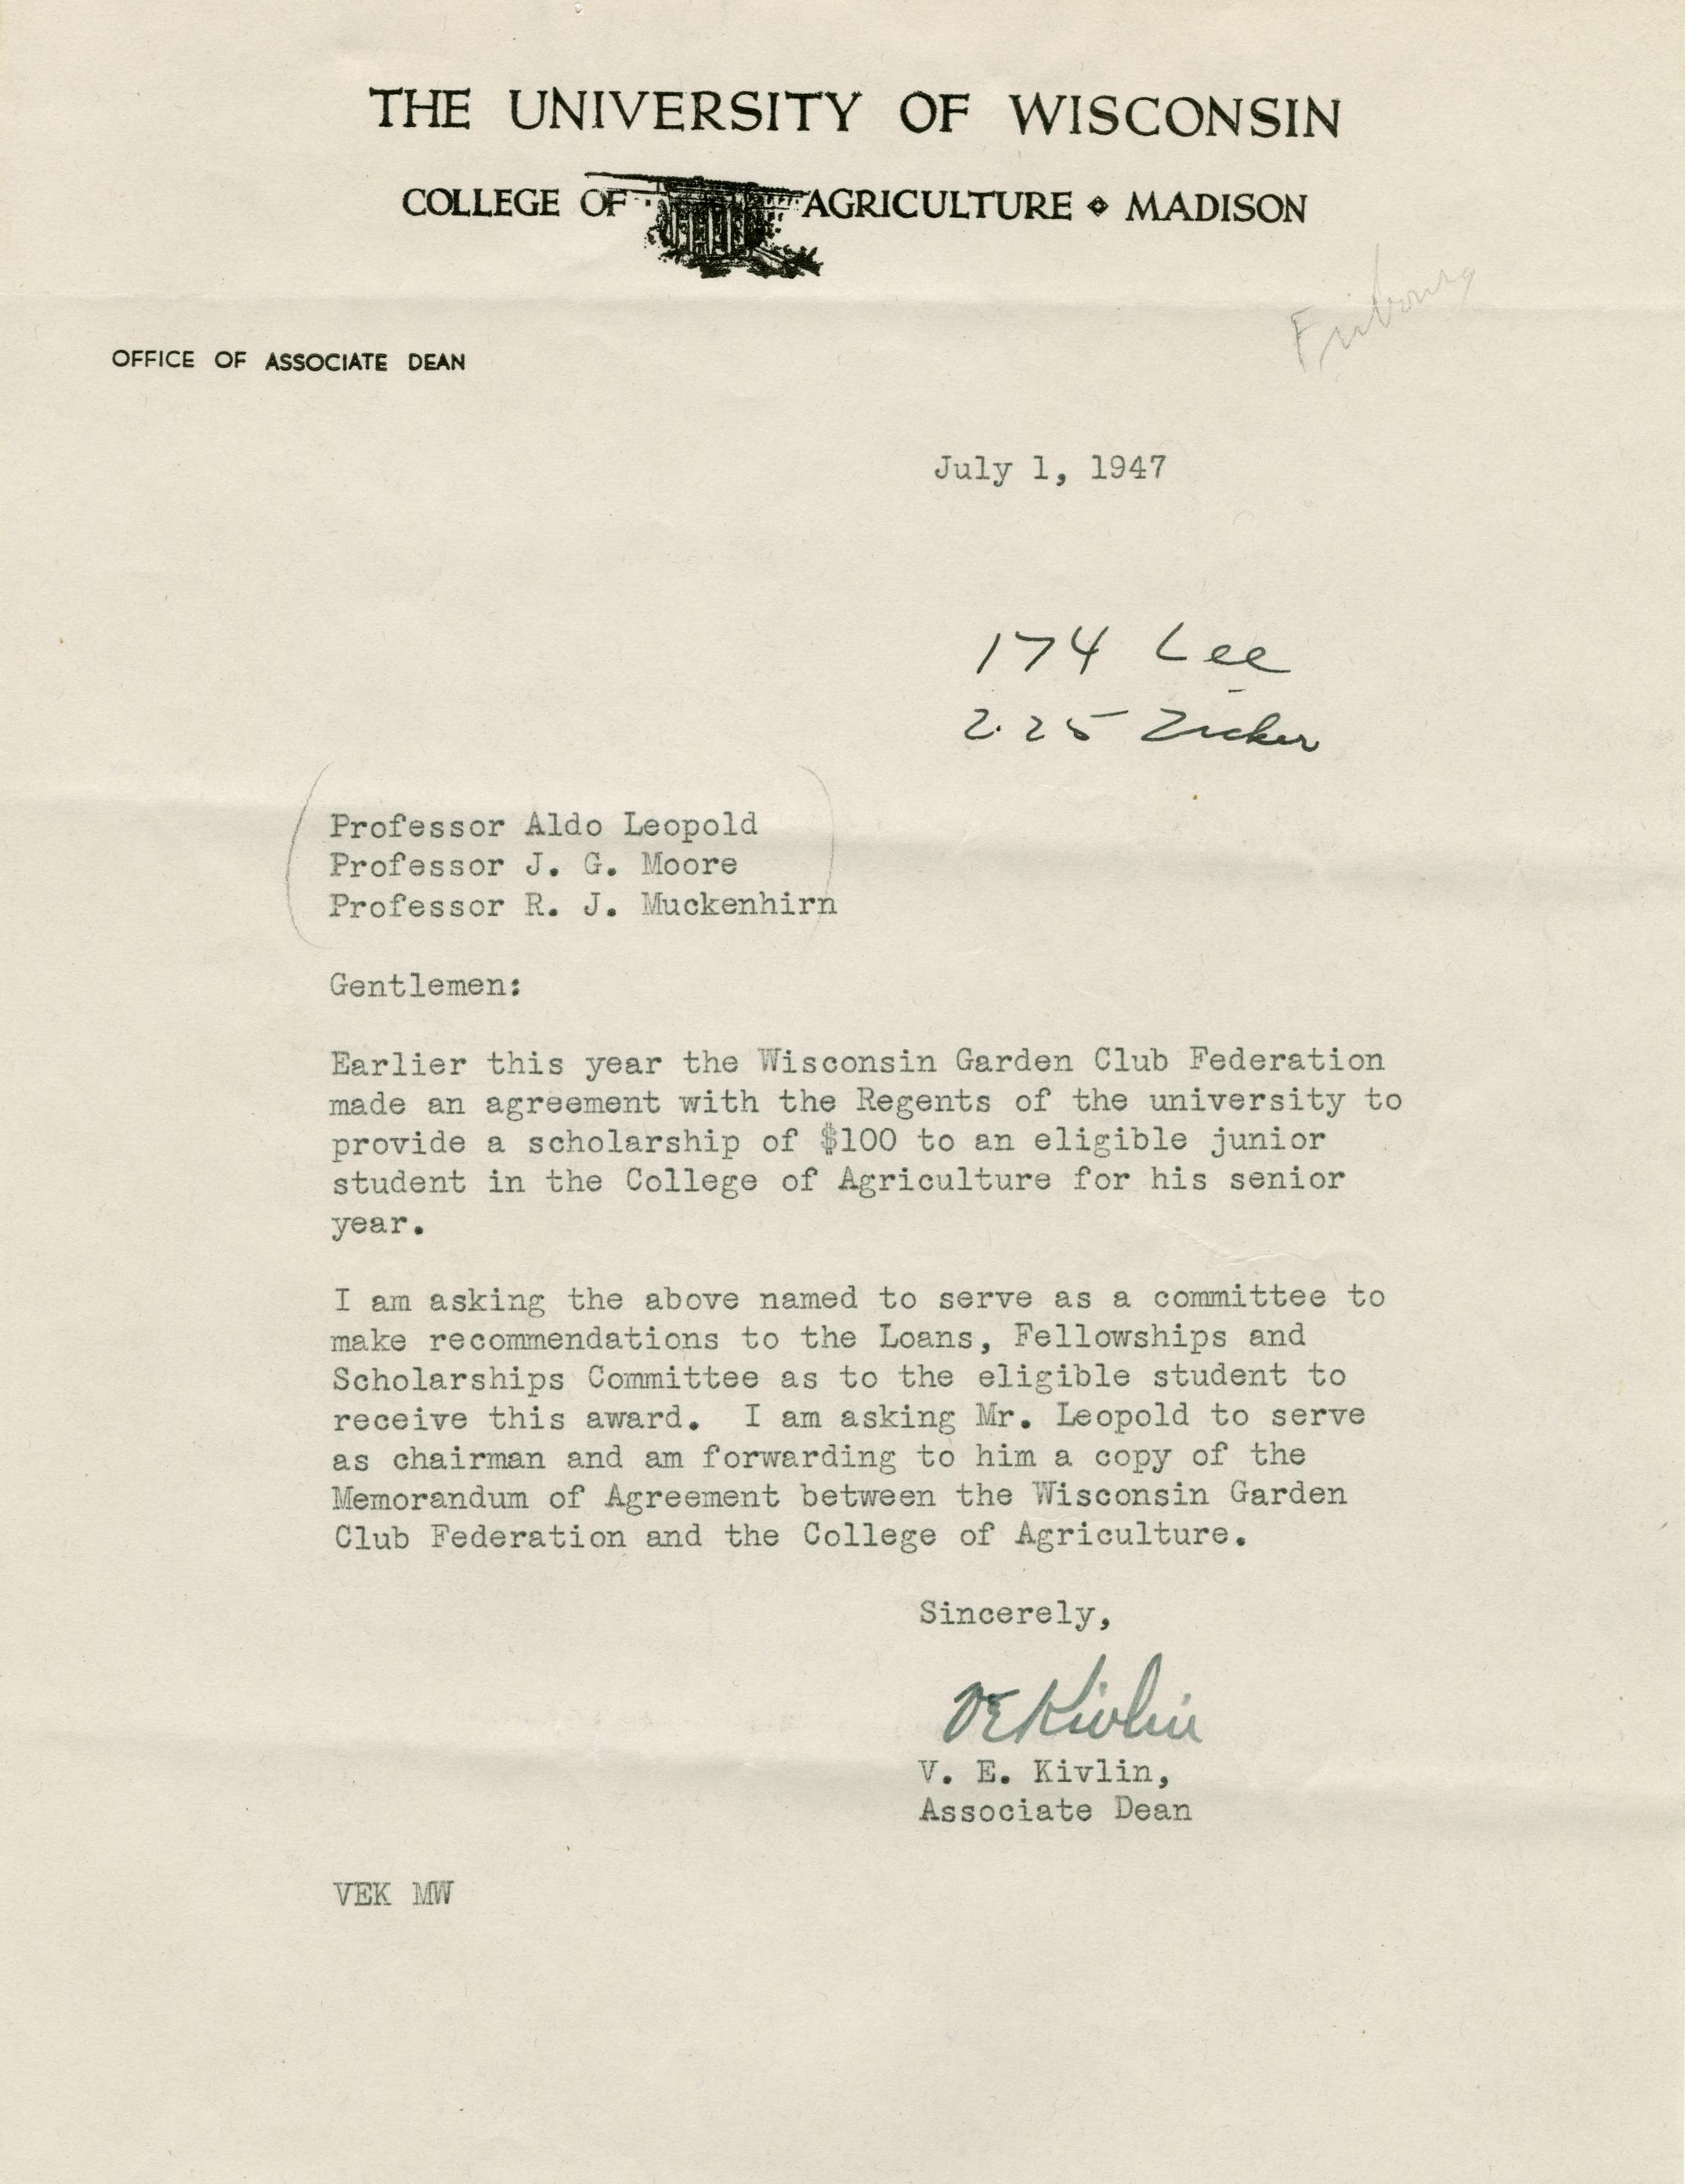 THE UNIVERSITY OF WISCONSIN
COLLEGE OF AGRICULTURE ◆ MADISON
OFFICE OF ASSOCIATE DEAN
July 1, 1947
174 Lee
2.25 Zicker
Professor Aldo Leopold
Professor J. G. Moore
Professor R. J. Muckenhirn
Gentlemen:
Earlier this year the Wisconsin Garden Club Federation
made an agreement with the Regents of the university to
provide a scholarship of $100 to an eligible junior
student in the College of Agriculture for his senior
year.
I am asking the above named to serve as a committee to
make recommendations to the Loans, Fellowships and
Scholarships Committee as to the eligible student to
receive this award. I am asking Mr. Leopold to serve
as chairman and am forwarding to him a copy of the
Memorandum of Agreement between the Wisconsin Garden
Club Federation and the College of Agriculture.
Sincerely,
VE Kivlin
V. E. Kivlin,
Associate Dean
VEK MW